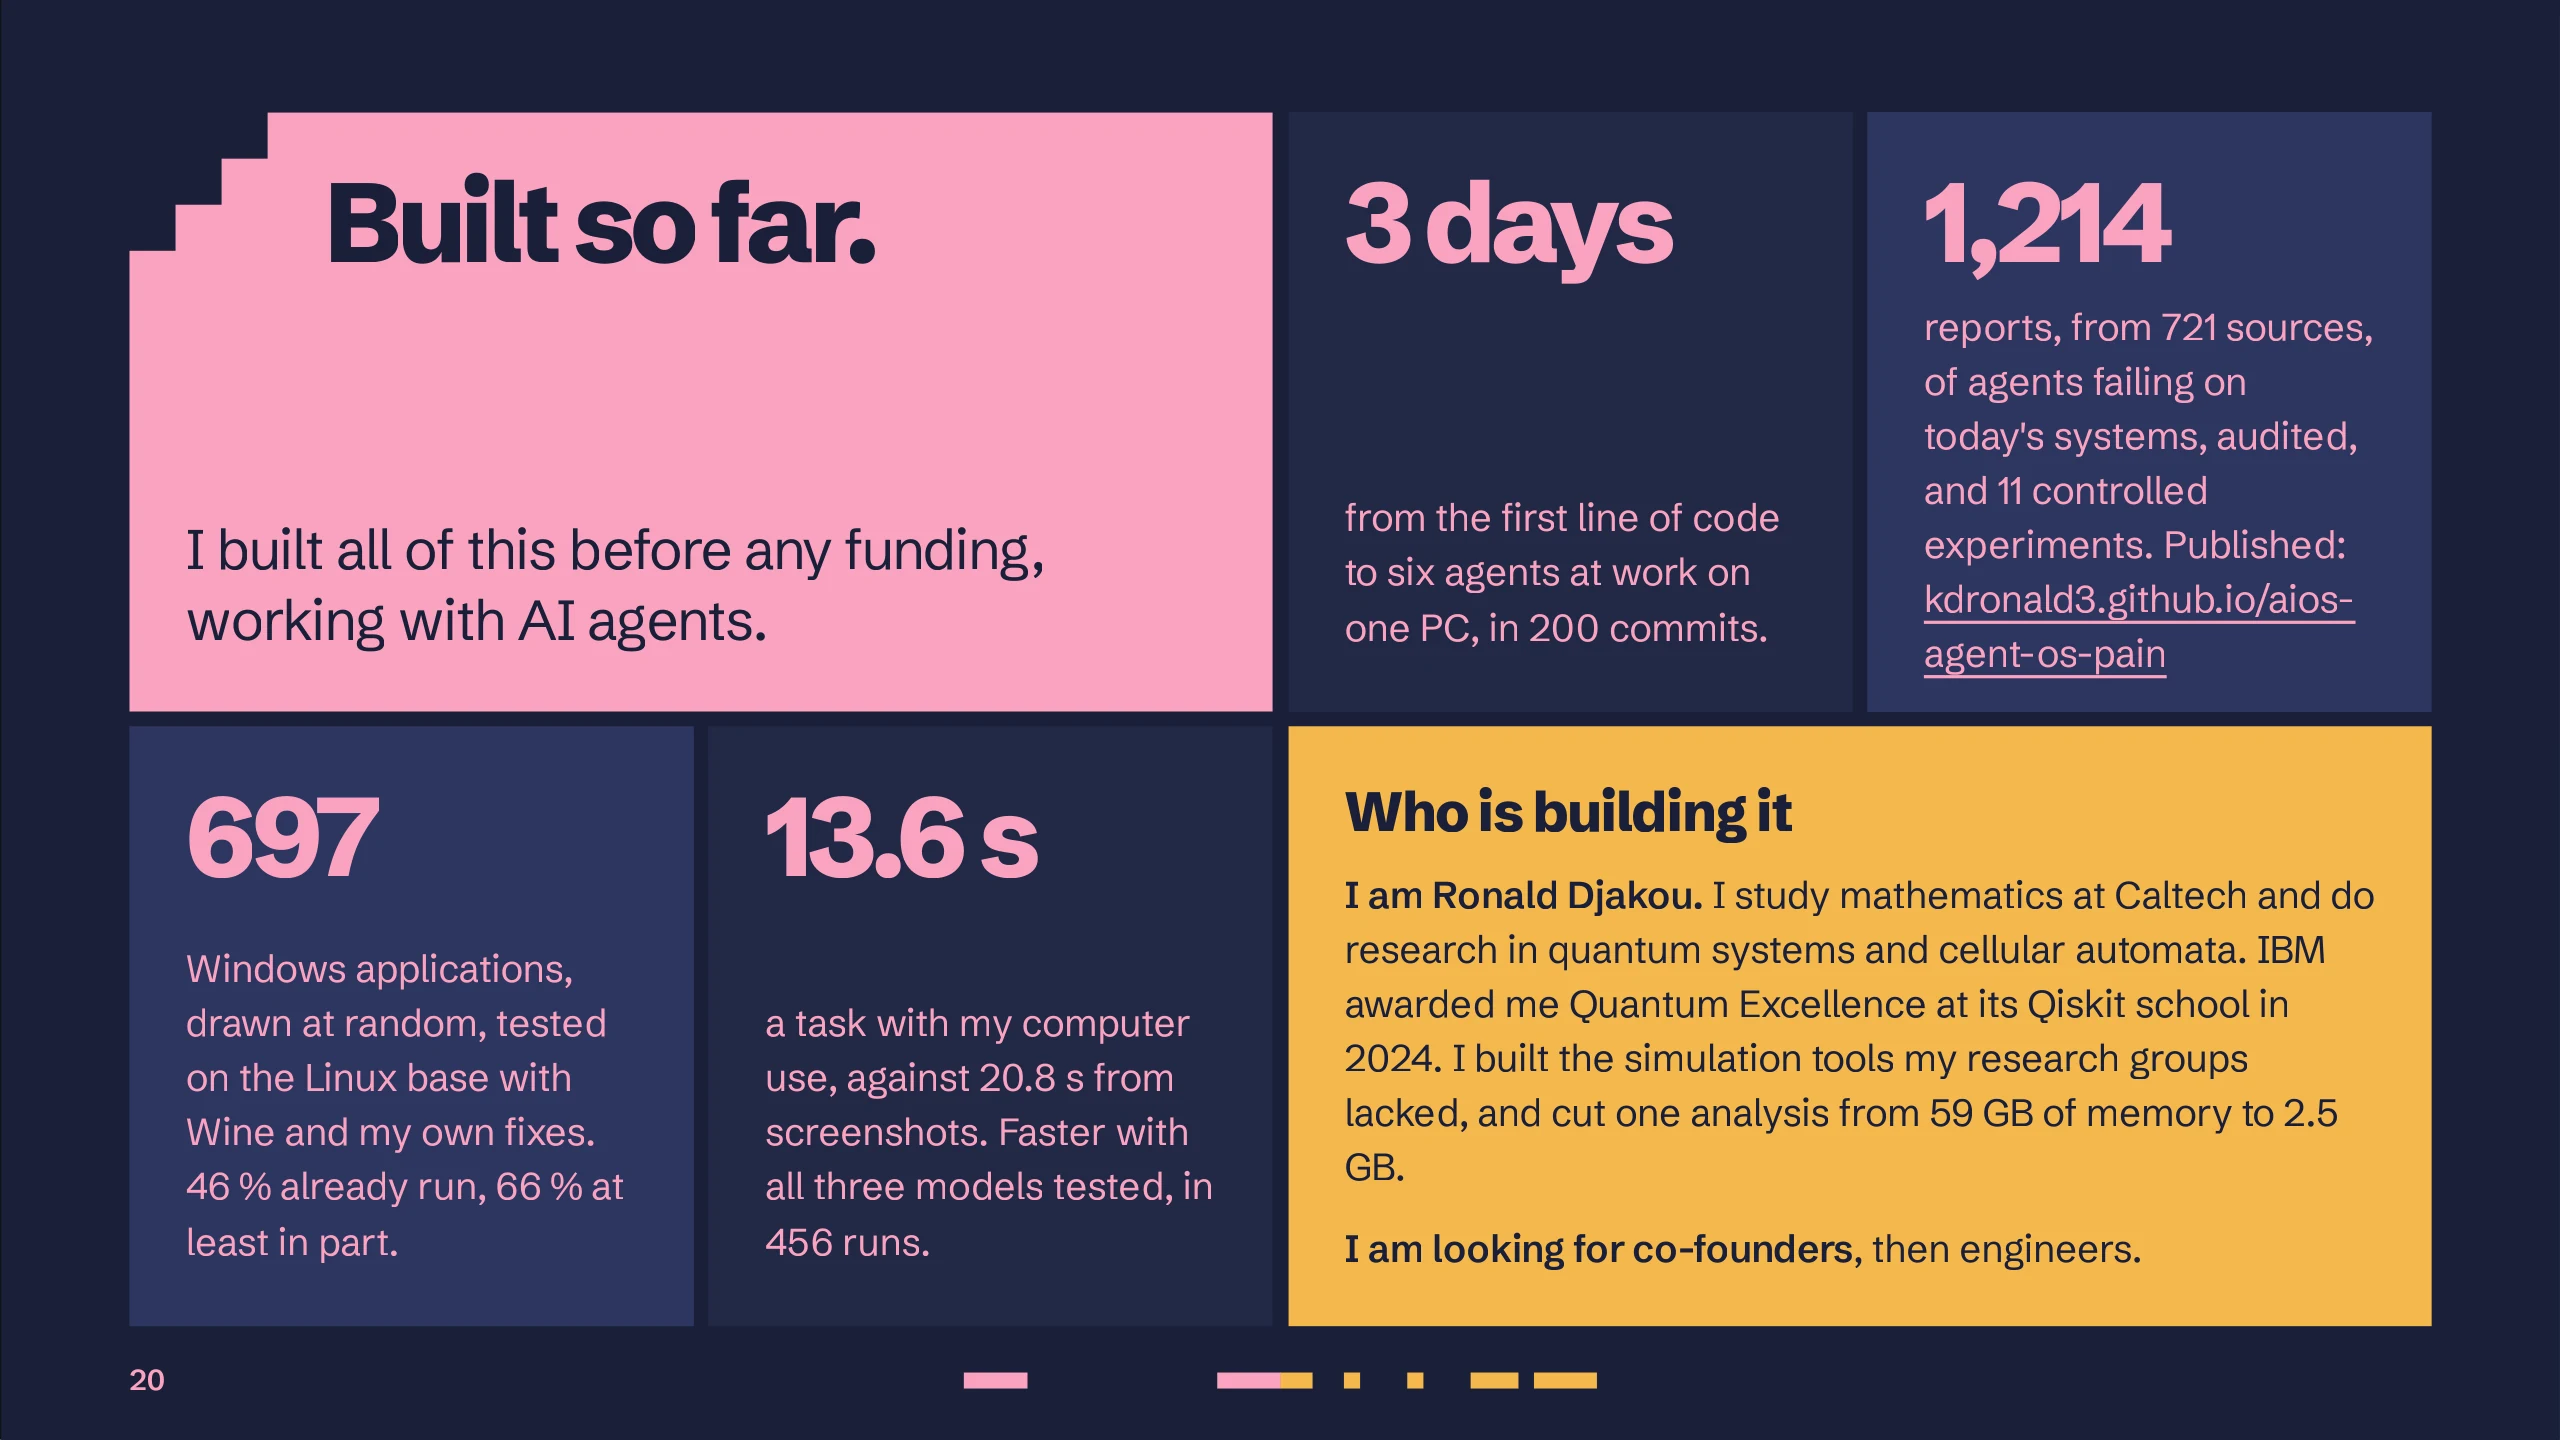 Built so far.
I built all of this before any funding,
working with AI agents.
3 days
from the first line of code
to six agents at work on
one PC, in 200 commits.
1,214
reports, from 721 sources,
of agents failing on
today's systems, audited,
and 11 controlled
experiments. Published:
kdronald3.github.io/aios-
agent-os-pain
697
Windows applications,
drawn at random, tested
on the Linux base with
Wine and my own fixes.
46 % already run, 66 % at
least in part.
13.6 s
a task with my computer
use, against 20.8 s from
screenshots. Faster with
all three models tested, in
456 runs.
Who is building it
I am Ronald Djakou. I study mathematics at Caltech and do
research in quantum systems and cellular automata. IBM
awarded me Quantum Excellence at its Qiskit school in
2024. I built the simulation tools my research groups
lacked, and cut one analysis from 59 GB of memory to 2.5
GB.
I am looking for co-founders, then engineers.
20